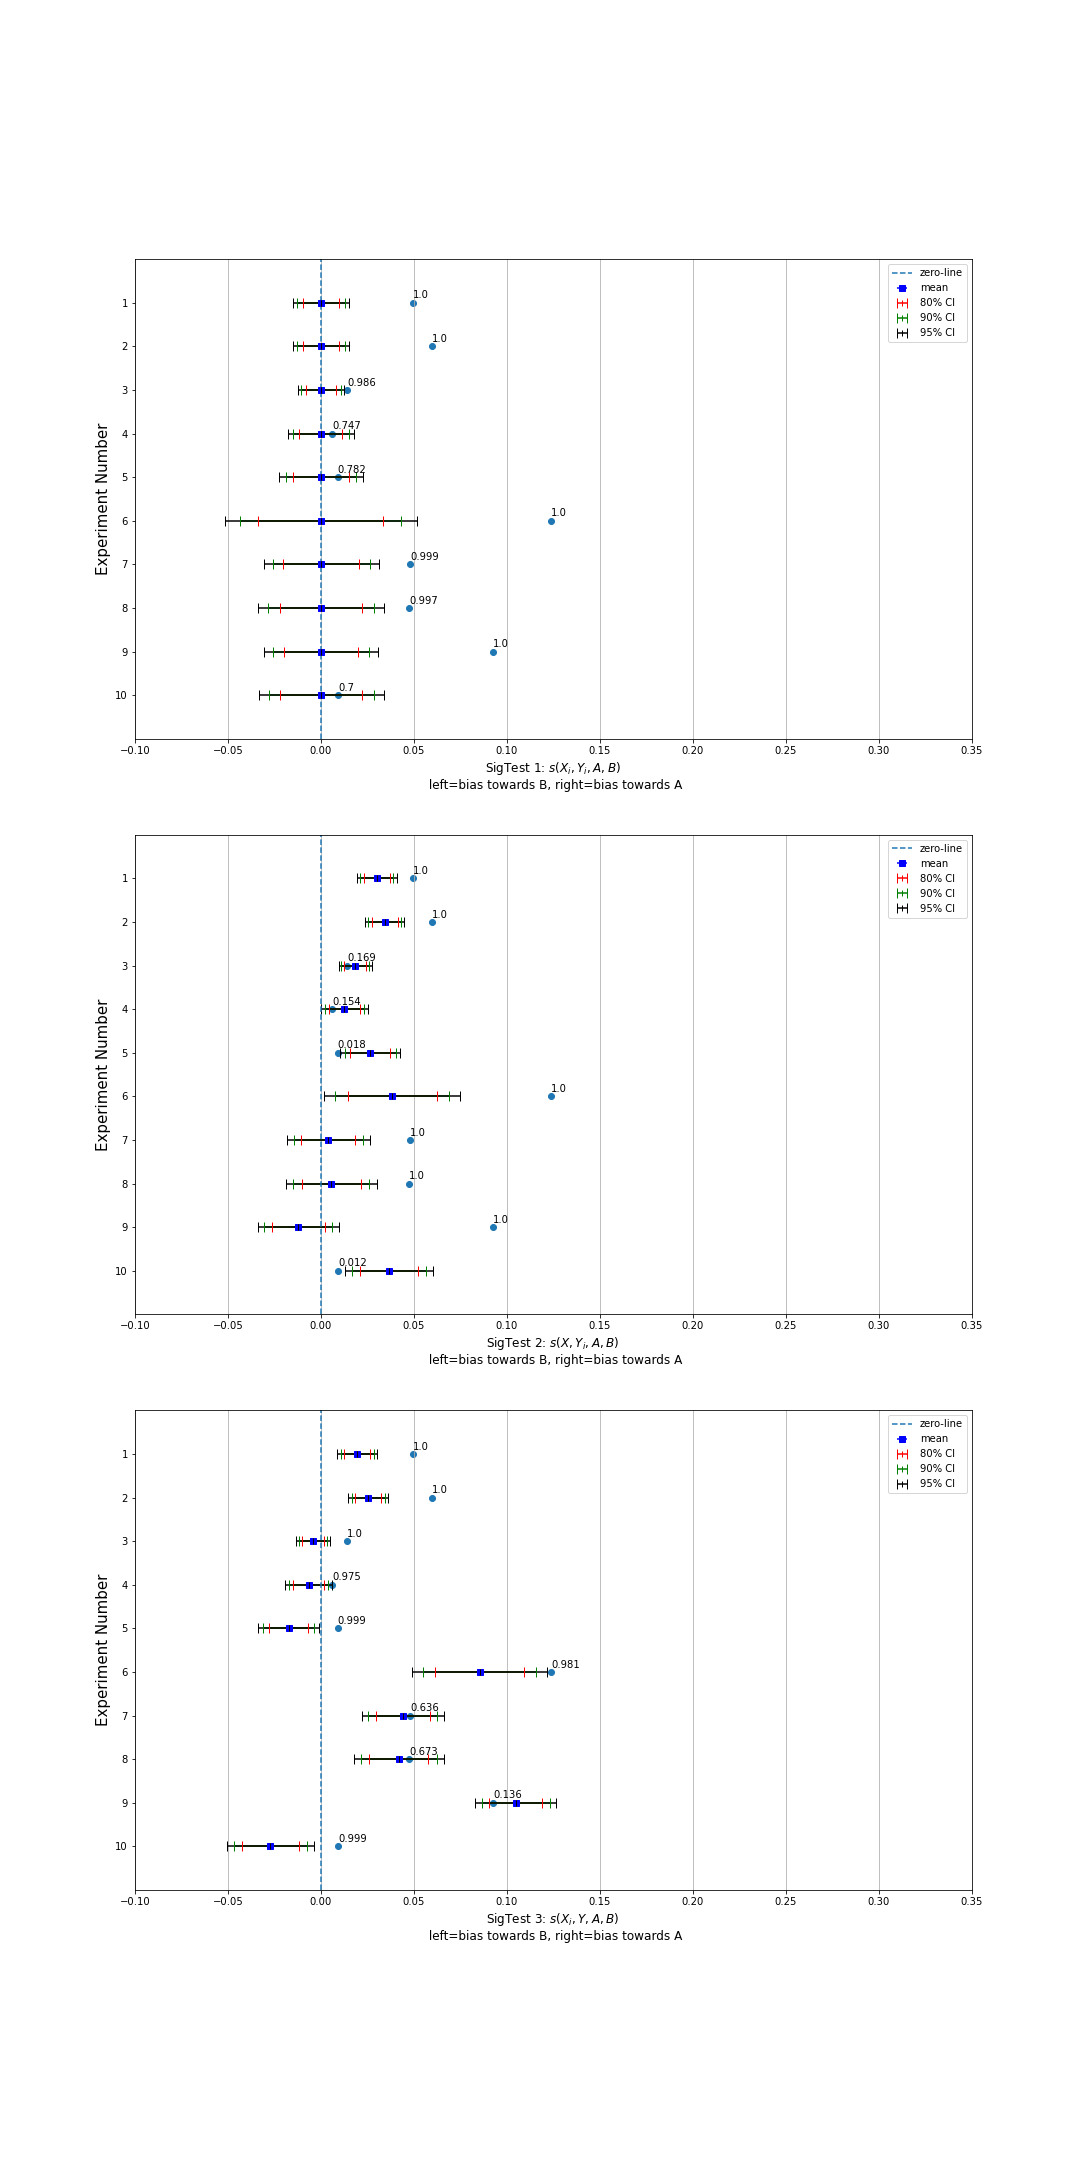 zero-line
mean
80% CI
90% CI
95% CI
Experiment Number
1 1.0
2 1.0
3 0.986
4 0.747
5 0.782
6 1.0
7 0.999
8 0.997
9 1.0
10 0.7
−0.10 −0.05 0.00 0.05 0.10 0.15 0.20 0.25 0.30 0.35
SigTest 1: s(X_i, Y_i, A, B)
left=bias towards B, right=bias towards A
zero-line
mean
80% CI
90% CI
95% CI
Experiment Number
1 1.0
2 1.0
3 0.169
4 0.154
5 0.018
6 1.0
7 1.0
8 1.0
9 1.0
10 0.012
−0.10 −0.05 0.00 0.05 0.10 0.15 0.20 0.25 0.30 0.35
SigTest 2: s(X, Y_i, A, B)
left=bias towards B, right=bias towards A
zero-line
mean
80% CI
90% CI
95% CI
Experiment Number
1 1.0
2 1.0
3 1.0
4 0.975
5 0.999
6 0.981
7 0.636
8 0.673
9 0.136
10 0.999
−0.10 −0.05 0.00 0.05 0.10 0.15 0.20 0.25 0.30 0.35
SigTest 3: s(X_i, Y, A, B)
left=bias towards B, right=bias towards A